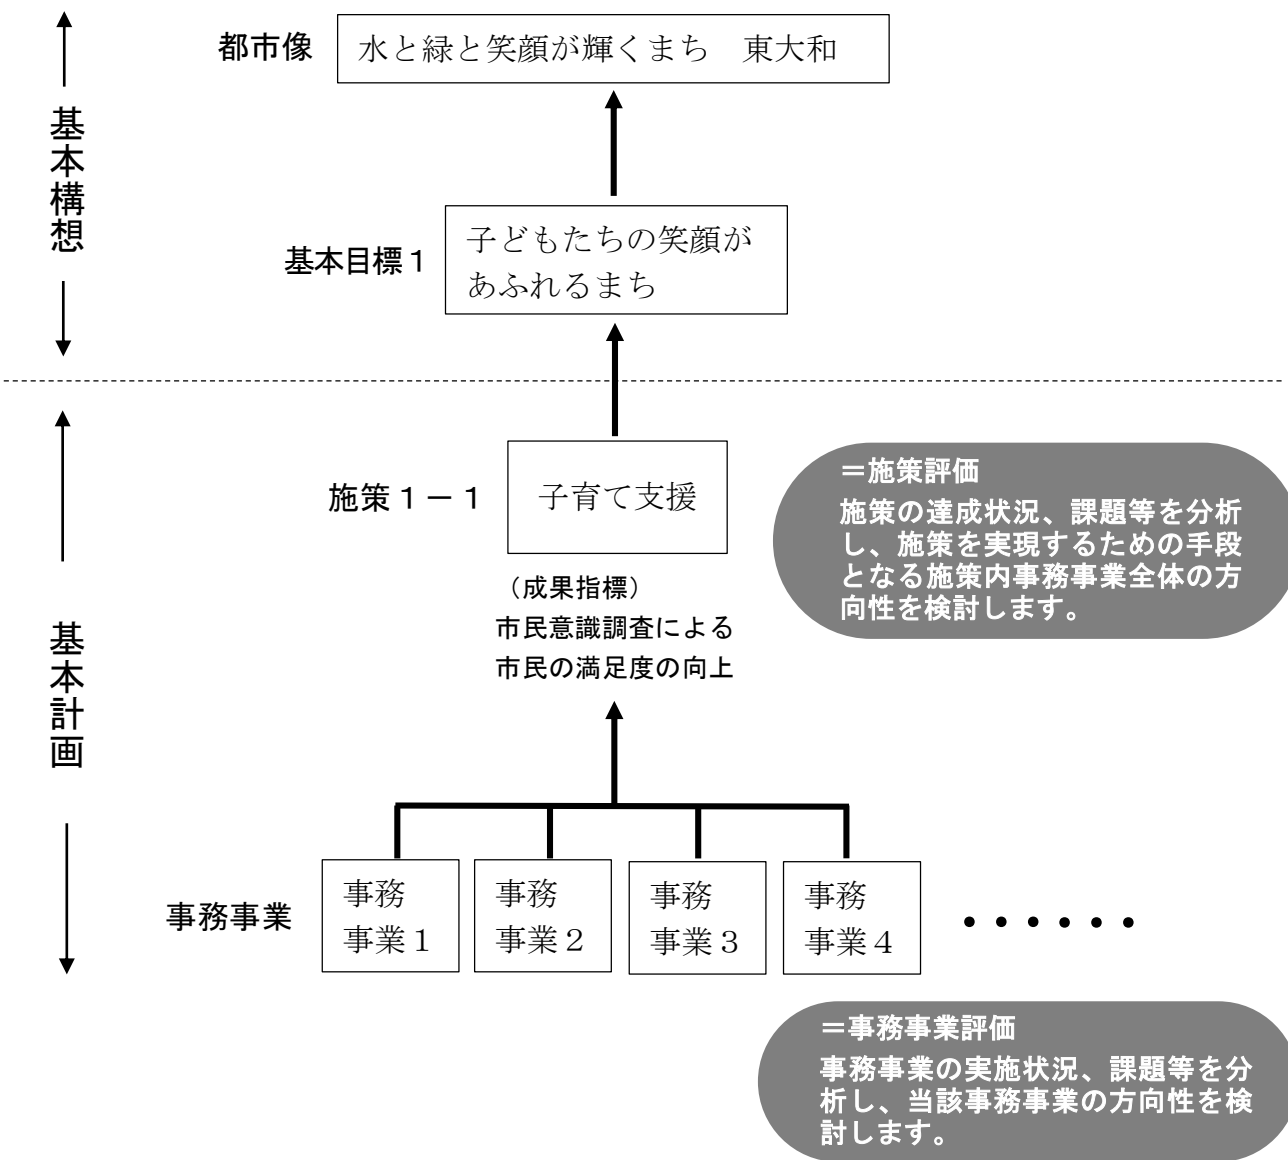 都市像
水と緑と笑顔が輝くまち　東大和
基本構想
基本目標１
子どもたちの笑顔が
あふれるまち
施策１－１
子育て支援
＝施策評価
施策の達成状況、課題等を分析
し、施策を実現するための手段
となる施策内事務事業全体の方
向性を検討します。
（成果指標）
市民意識調査による
市民の満足度の向上
基本計画
事務事業
事務
事業１
事務
事業２
事務
事業３
事務
事業４
・・・・・・
＝事務事業評価
事務事業の実施状況、課題等を分
析し、当該事務事業の方向性を検
討します。